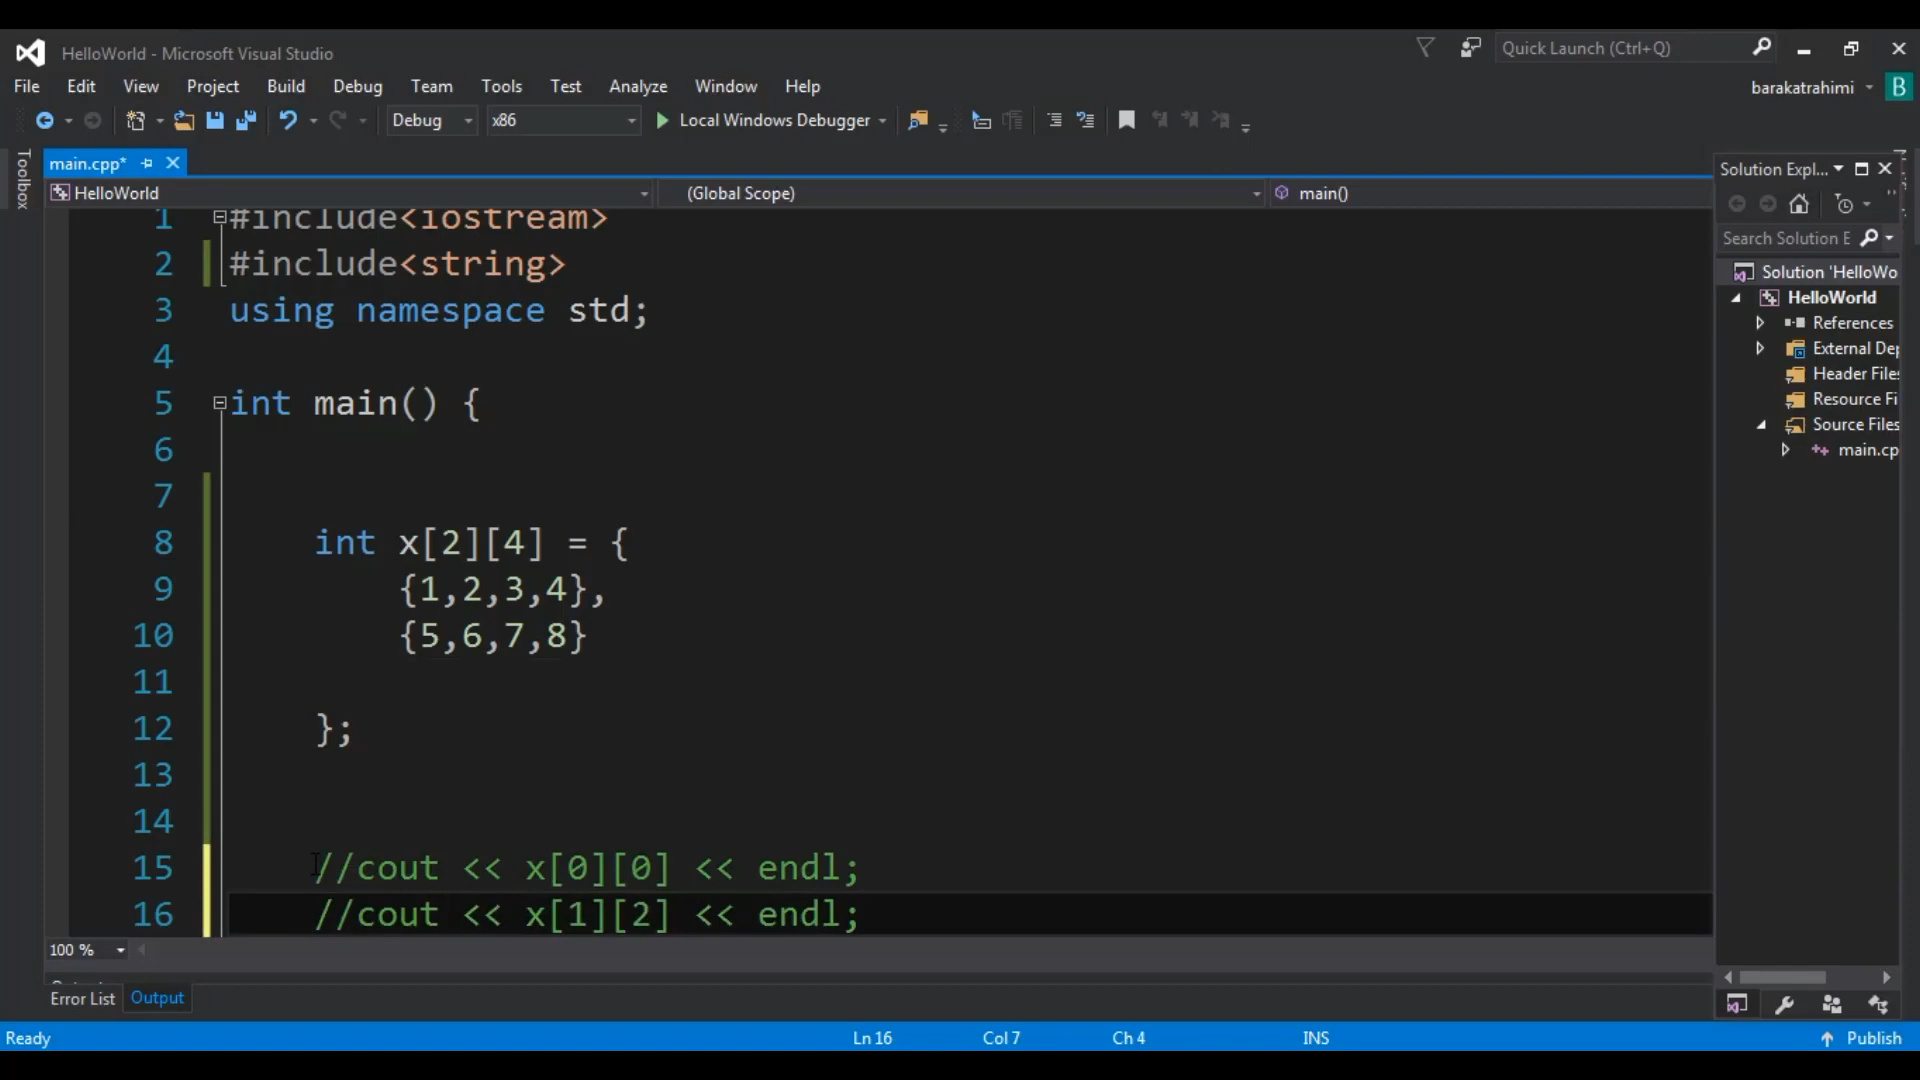 HelloWorld - Microsoft Visual Studio
Quick Launch (Ctrl+Q)
File Edit View Project Build Debug Team Tools Test Analyze Window Help
barakatrahimi B
Debug x86 Local Windows Debugger
Toolbox
main.cpp*
Solution Expl...
HelloWorld (Global Scope) main()
1 #include<iostream>
2 #include<string>
3 using namespace std;
4
5 int main() {
6
7
8 int x[2][4] = {
9 {1,2,3,4},
10 {5,6,7,8}
11
12 };
13
14
15 //cout << x[0][0] << endl;
16 //cout << x[1][2] << endl;
Search Solution E
Solution 'HelloWo
HelloWorld
References
External Dep
Header Files
Resource Fi
Source Files
main.cp
100 %
Error List Output
Ready Ln 16 Col 7 Ch 4 INS Publish